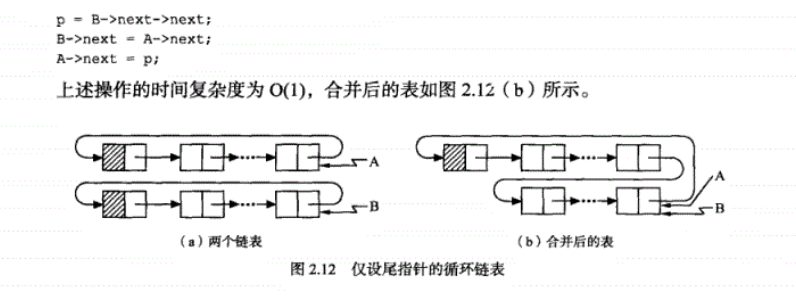 p = B->next->next;
B->next = A->next;
A->next = p;
上述操作的时间复杂度为 O(1)，合并后的表如图 2.12（b）所示。
A
B
（a）两个链表
A
B
（b）合并后的表
图 2.12 仅设尾指针的循环链表